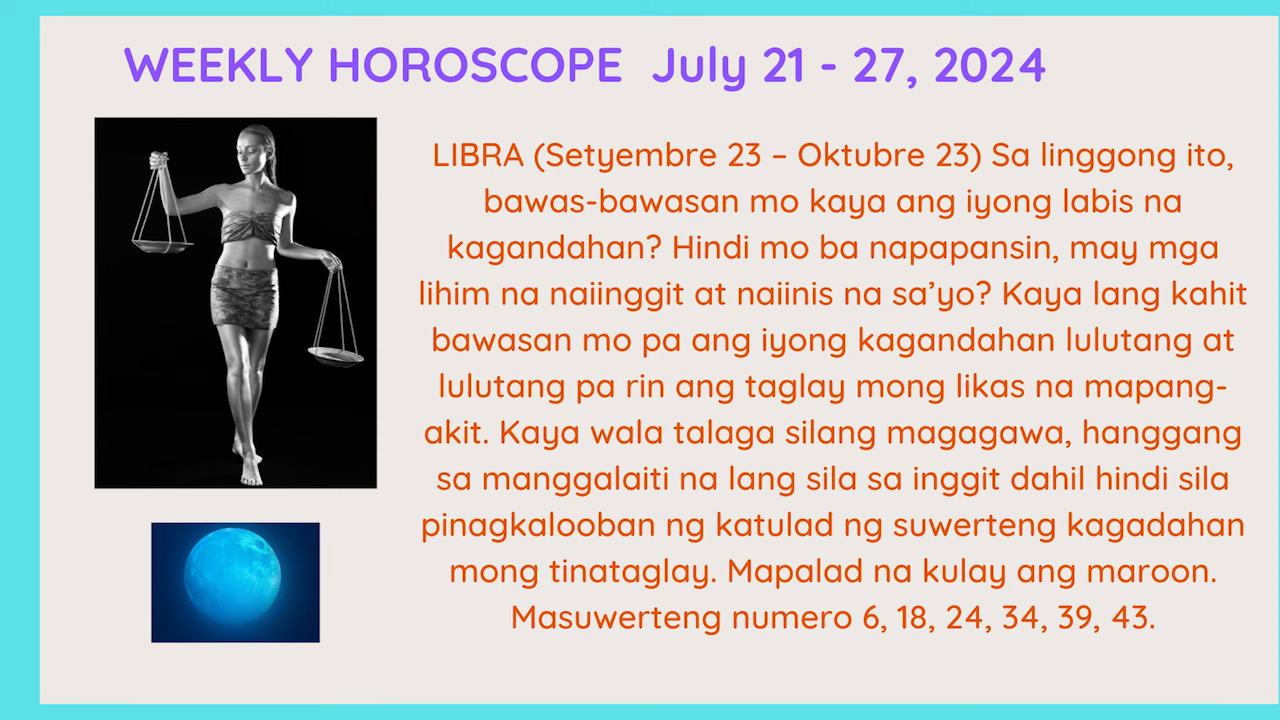 WEEKLY HOROSCOPE July 21 - 27, 2024
LIBRA (Setyembre 23 – Oktubre 23) Sa linggong ito,
bawas-bawasan mo kaya ang iyong labis na
kagandahan? Hindi mo ba napapansin, may mga
lihim na naiinggit at naiinis na sa’yo? Kaya lang kahit
bawasan mo pa ang iyong kagandahan lulutang at
lulutang pa rin ang taglay mong likas na mapang-
akit. Kaya wala talaga silang magagawa, hanggang
sa manggalaiti na lang sila sa inggit dahil hindi sila
pinagkalooban ng katulad ng suwerteng kagadahan
mong tinataglay. Mapalad na kulay ang maroon.
Masuwerteng numero 6, 18, 24, 34, 39, 43.